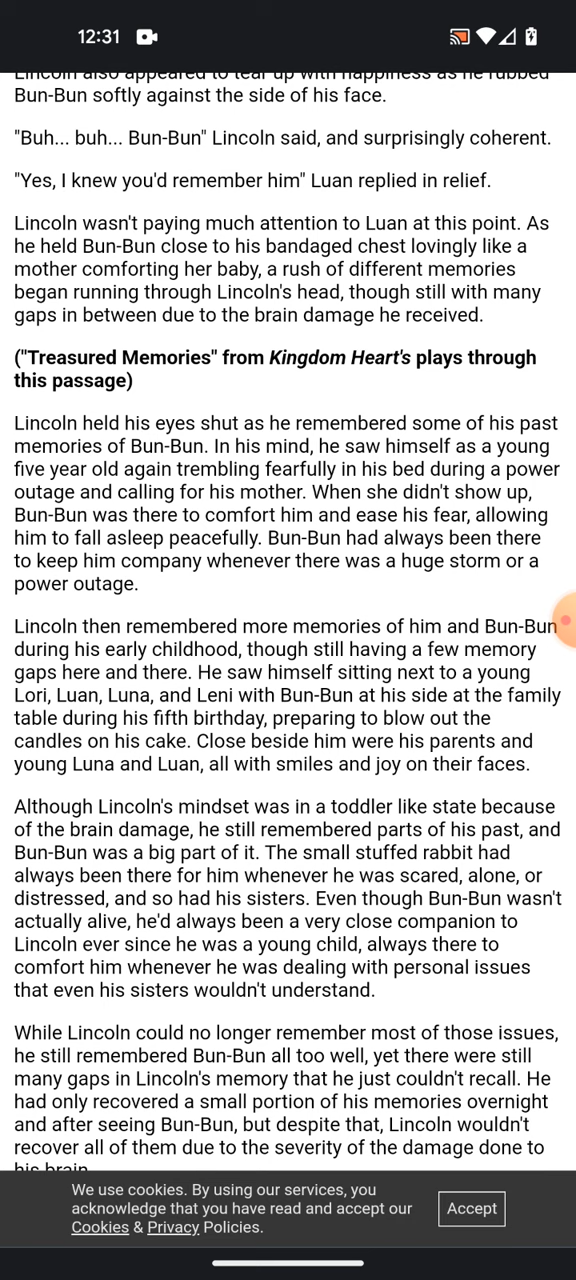 12:31
Lincoln also appeared to tear up with happiness as he rubbed
Bun-Bun softly against the side of his face.
"Buh... buh... Bun-Bun" Lincoln said, and surprisingly coherent.
"Yes, I knew you'd remember him" Luan replied in relief.
Lincoln wasn't paying much attention to Luan at this point. As
he held Bun-Bun close to his bandaged chest lovingly like a
mother comforting her baby, a rush of different memories
began running through Lincoln's head, though still with many
gaps in between due to the brain damage he received.
("Treasured Memories" from Kingdom Heart's plays through
this passage)
Lincoln held his eyes shut as he remembered some of his past
memories of Bun-Bun. In his mind, he saw himself as a young
five year old again trembling fearfully in his bed during a power
outage and calling for his mother. When she didn't show up,
Bun-Bun was there to comfort him and ease his fear, allowing
him to fall asleep peacefully. Bun-Bun had always been there
to keep him company whenever there was a huge storm or a
power outage.
Lincoln then remembered more memories of him and Bun-Bun
during his early childhood, though still having a few memory
gaps here and there. He saw himself sitting next to a young
Lori, Luan, Luna, and Leni with Bun-Bun at his side at the family
table during his fifth birthday, preparing to blow out the
candles on his cake. Close beside him were his parents and
young Luna and Luan, all with smiles and joy on their faces.
Although Lincoln's mindset was in a toddler like state because
of the brain damage, he still remembered parts of his past, and
Bun-Bun was a big part of it. The small stuffed rabbit had
always been there for him whenever he was scared, alone, or
distressed, and so had his sisters. Even though Bun-Bun wasn't
actually alive, he'd always been a very close companion to
Lincoln ever since he was a young child, always there to
comfort him whenever he was dealing with personal issues
that even his sisters wouldn't understand.
While Lincoln could no longer remember most of those issues,
he still remembered Bun-Bun all too well, yet there were still
many gaps in Lincoln's memory that he just couldn't recall. He
had only recovered a small portion of his memories overnight
and after seeing Bun-Bun, but despite that, Lincoln wouldn't
recover all of them due to the severity of the damage done to
his brain
We use cookies. By using our services, you
acknowledge that you have read and accept our
Cookies & Privacy Policies.
Accept